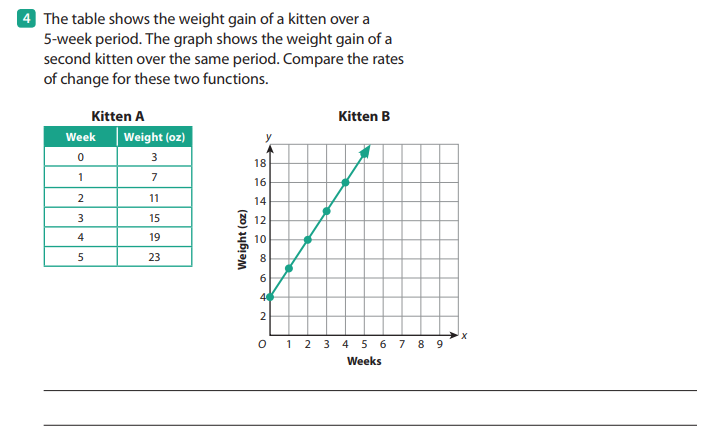 4 The table shows the weight gain of a kitten over a
5-week period. The graph shows the weight gain of a
second kitten over the same period. Compare the rates
of change for these two functions.
Kitten A
Week Weight (oz)
0 3
1 7
2 11
3 15
4 19
5 23
Kitten B
y
18
16
14
12
10
8
6
4
2
Weight (oz)
O 1 2 3 4 5 6 7 8 9 x
Weeks